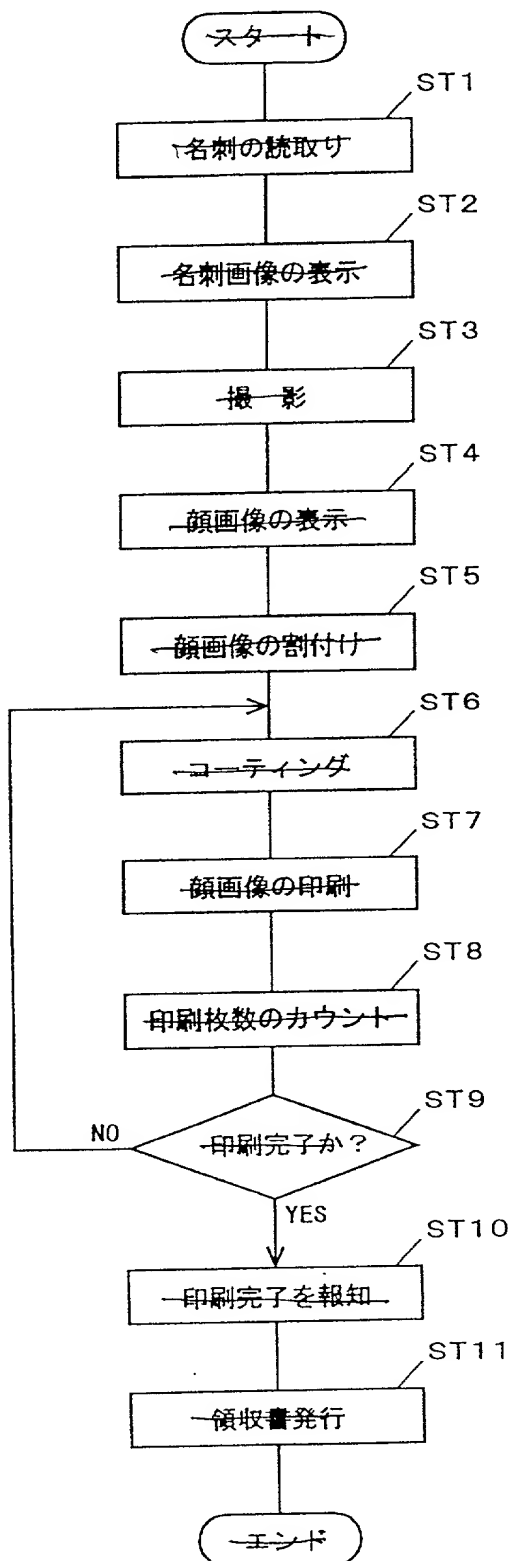 スタート
ST1
名刺の読取り
ST2
名刺画像の表示
ST3
撮 影
ST4
顔画像の表示
ST5
顔画像の割付け
ST6
コーティング
ST7
顔画像の印刷
ST8
印刷枚数のカウント
ST9
NO
印刷完了か?
YES
ST10
印刷完了を報知
ST11
領収書発行
エンド